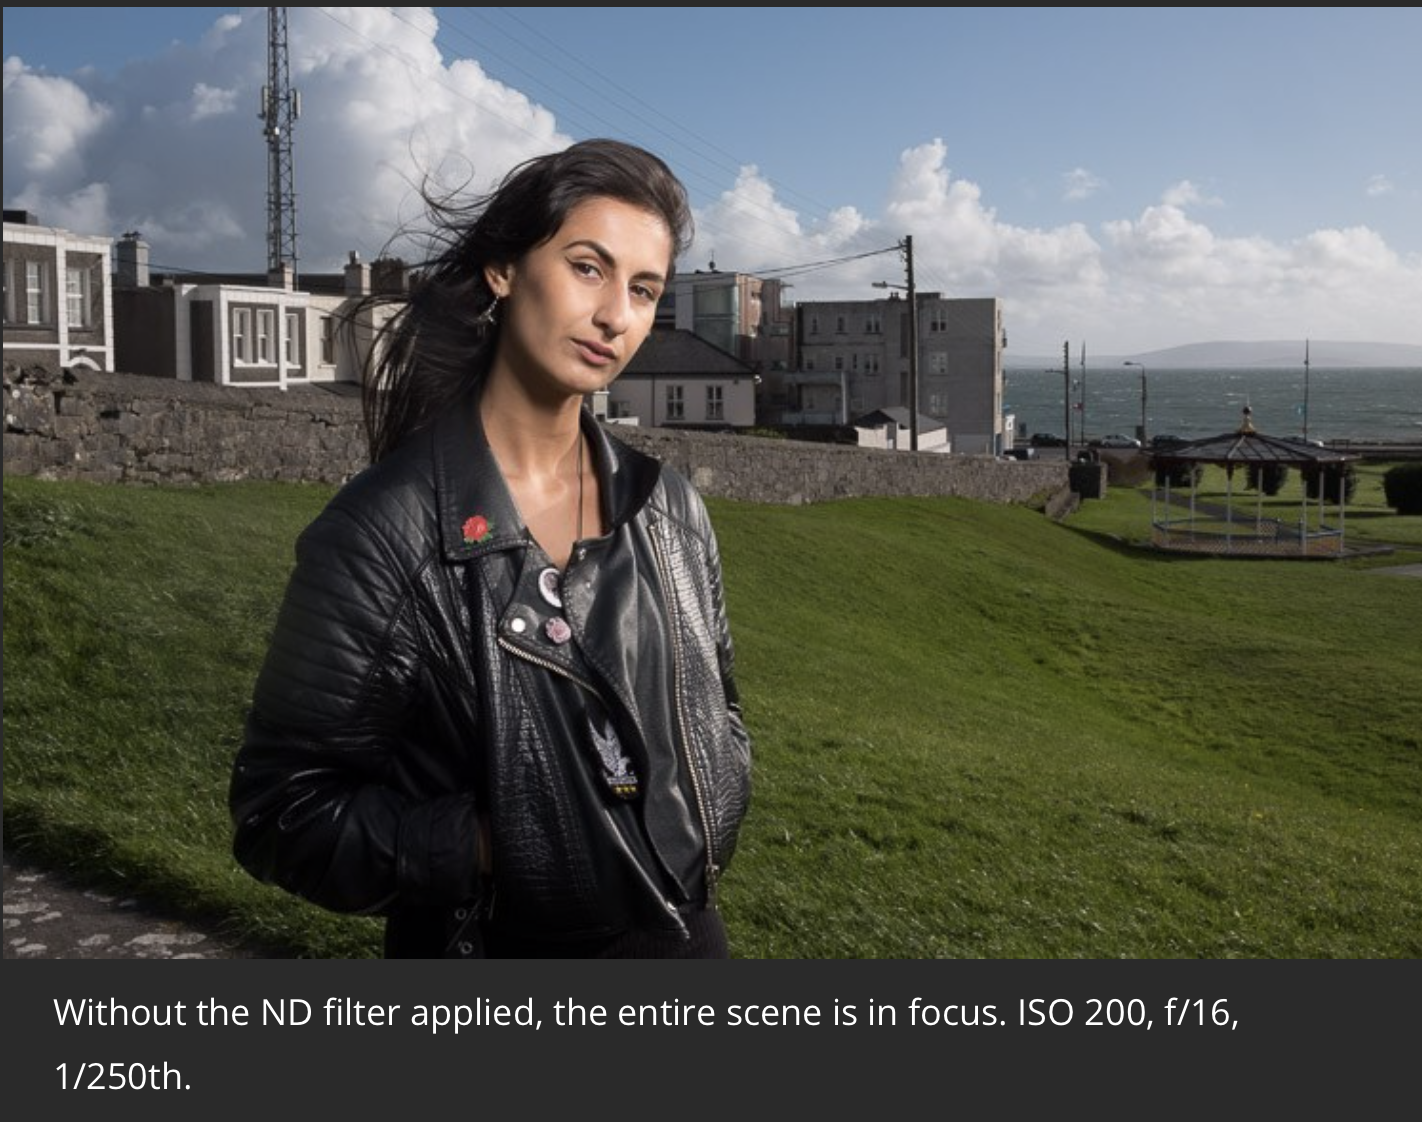 Without the ND filter applied, the entire scene is in focus. ISO 200, f/16,
1/250th.